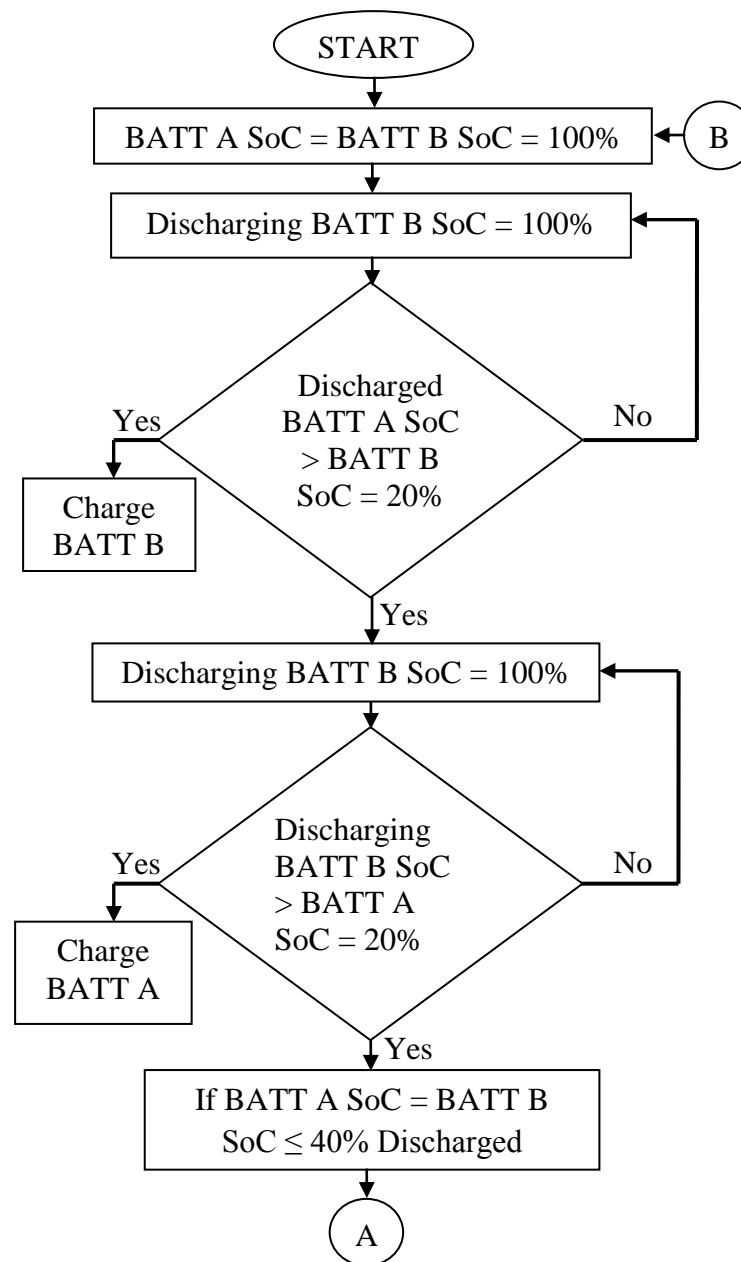 START
BATT A SoC = BATT B SoC = 100%
B
Discharging BATT B SoC = 100%
Discharged
BATT A SoC
> BATT B
SoC = 20%
Yes
No
Charge
BATT B
Yes
Discharging BATT B SoC = 100%
Discharging
BATT B SoC
> BATT A
SoC = 20%
Yes
No
Charge
BATT A
Yes
If BATT A SoC = BATT B
SoC ≤ 40% Discharged
A